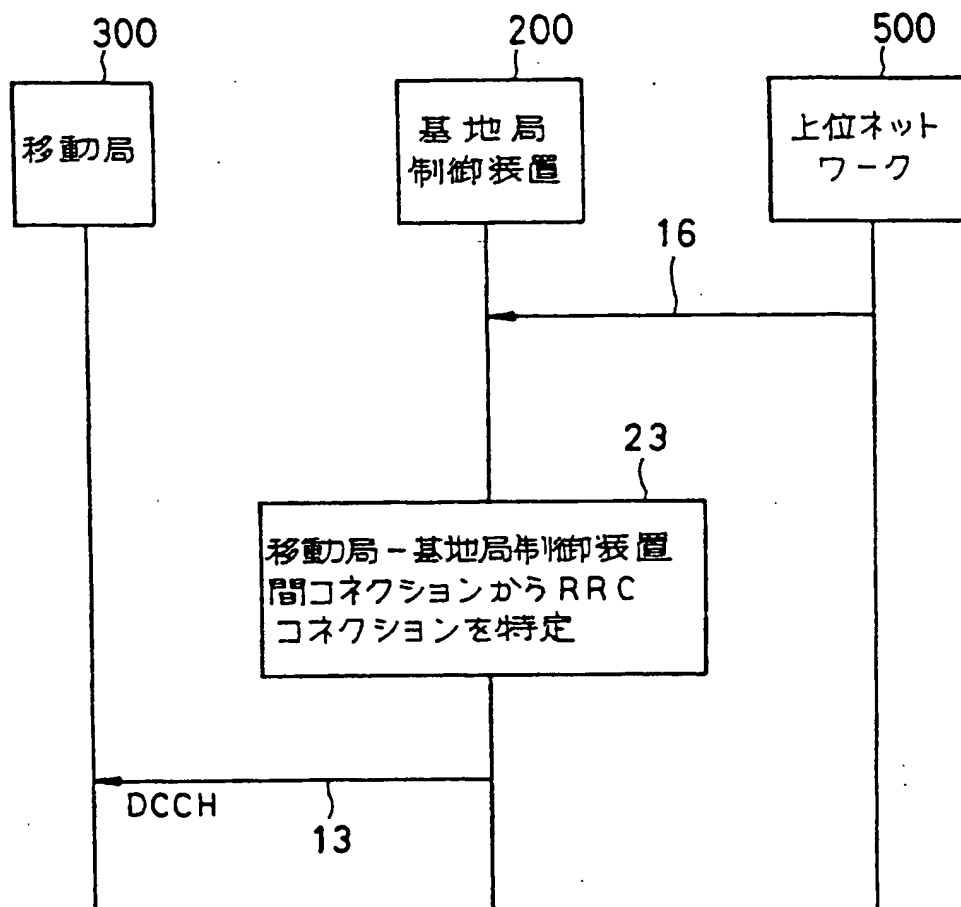 300
200
500
移動局
基地局
制御装置
上位ネット
ワーク
16
23
移動局-基地局制御装置
間コネクションからRRC
コネクションを特定
DCCH
13